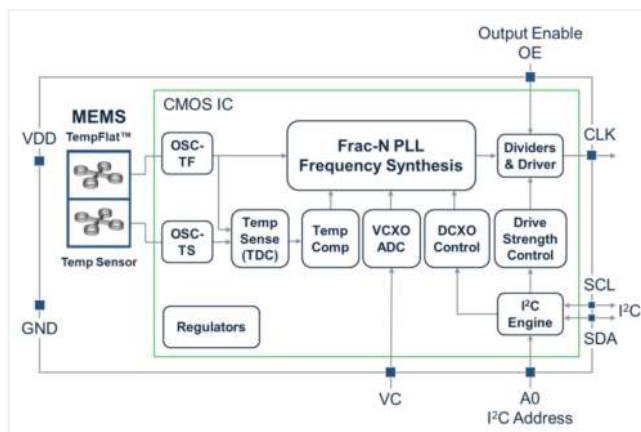 Output Enable
OE
CMOS IC
MEMS
TempFlat™
VDD
OSC-
TF
Frac-N PLL
Frequency Synthesis
Dividers
& Driver
CLK
OSC-
TS
Temp
Sense
(TDC)
Temp
Comp
VCXO
ADC
DCXO
Control
Drive
Strength
Control
Temp Sensor
SCL
I²C
SDA
I²C
Engine
GND
Regulators
VC
A0
I²C Address